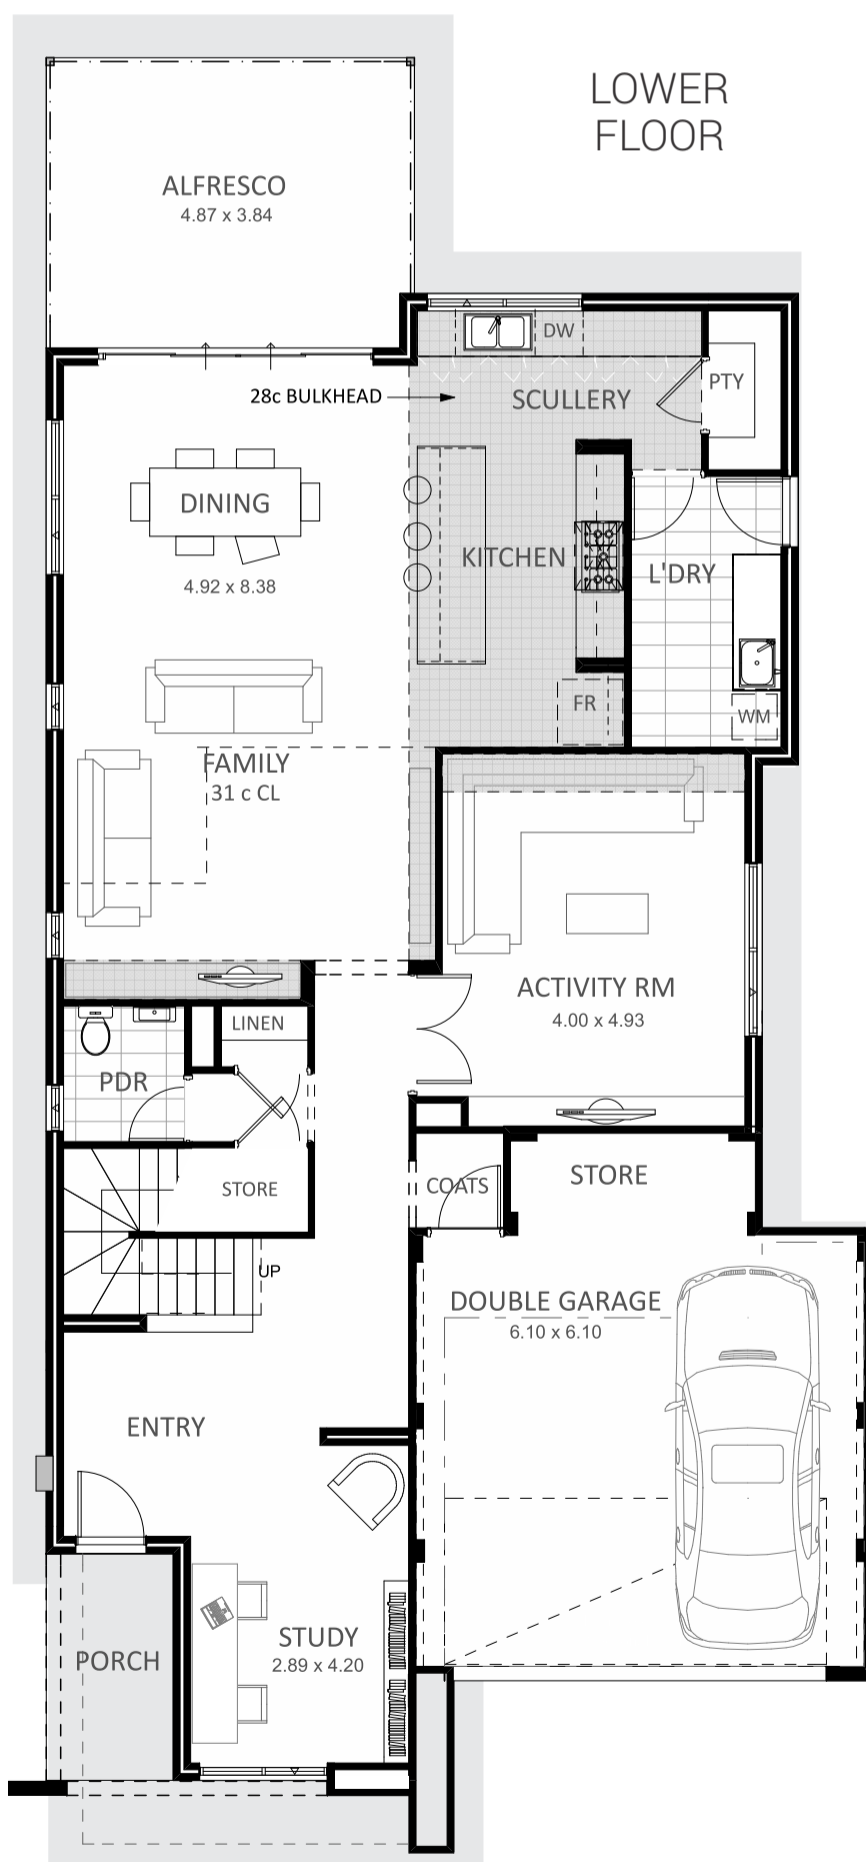 LOWER
FLOOR
ALFRESCO
4.87 x 3.84
DW
28c BULKHEAD
SCULLERY
PTY
DINING
4.92 x 8.38
KITCHEN
L'DRY
FR
WM
FAMILY
31 c CL
ACTIVITY RM
4.00 x 4.93
LINEN
PDR
STORE
COATS
STORE
UP
DOUBLE GARAGE
6.10 x 6.10
ENTRY
STUDY
2.89 x 4.20
PORCH